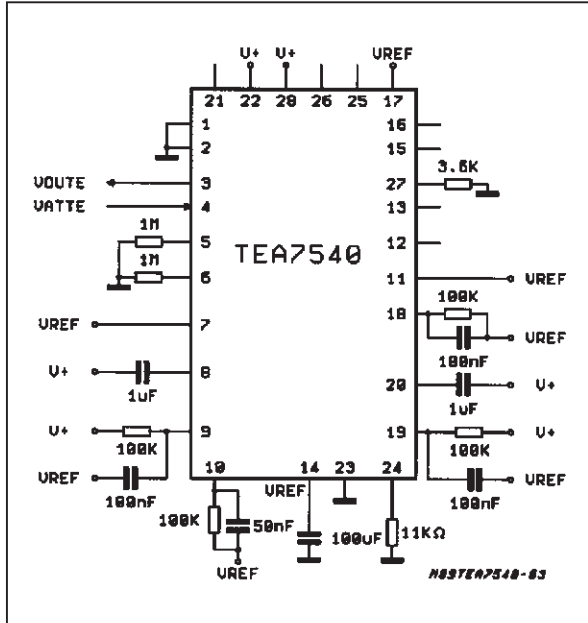 V+ V+ VREF
21 22 28 26 25 17
1 16
2 15
3.6K
VOUTE 3 27
VATTE 4 13
1M
5 12
TEA7540
1M
6 11 VREF
100K
18
VREF 7 VREF
100nF
V+ 8 20 V+
1uF 1uF
V+ 9 19 V+
100K 100K
10 14 23 24
VREF VREF VREF
100nF 100nF
100K 50nF 100uF 11KΩ
VREF
M89TEA7540-03